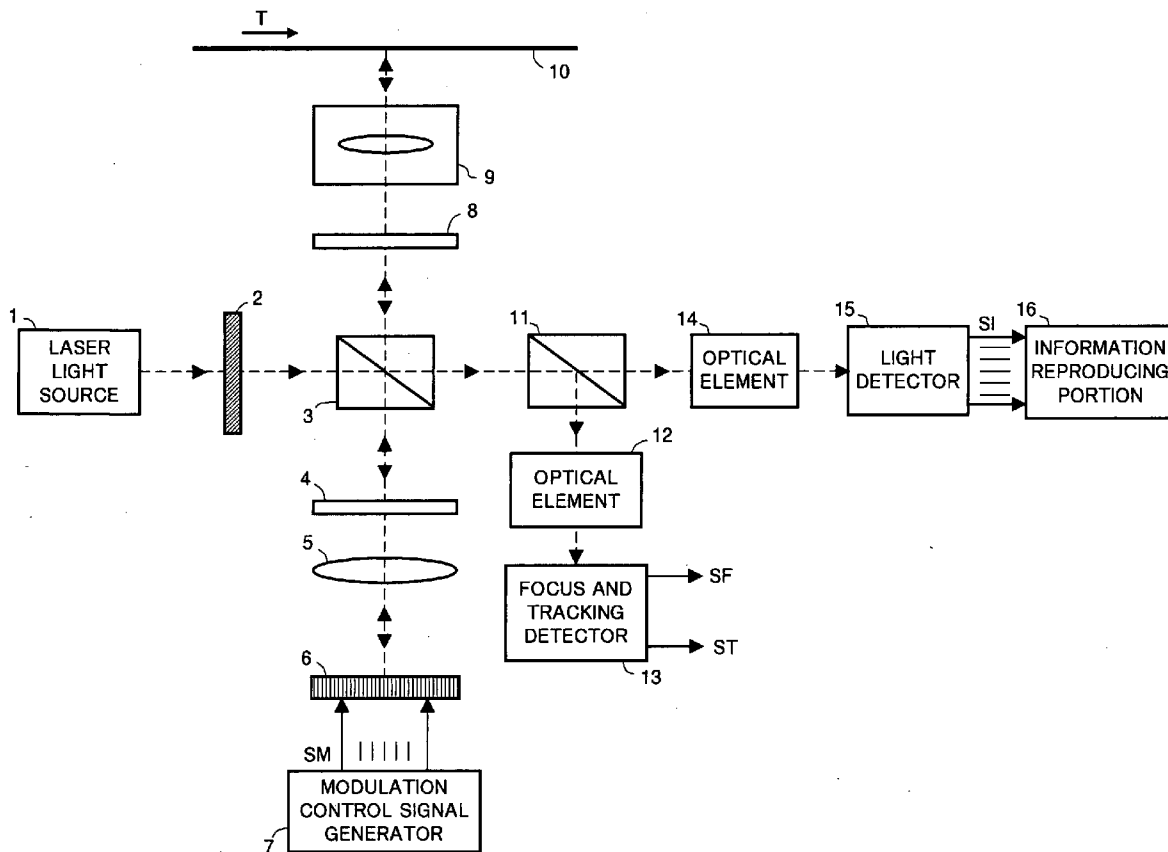 T
10
9
8
1
LASER
LIGHT
SOURCE
2
3
11
14
OPTICAL
ELEMENT
15
LIGHT
DETECTOR
SI
16
INFORMATION
REPRODUCING
PORTION
4
12
OPTICAL
ELEMENT
5
FOCUS AND
TRACKING
DETECTOR
SF
ST
13
6
SM
MODULATION
CONTROL SIGNAL
GENERATOR
7